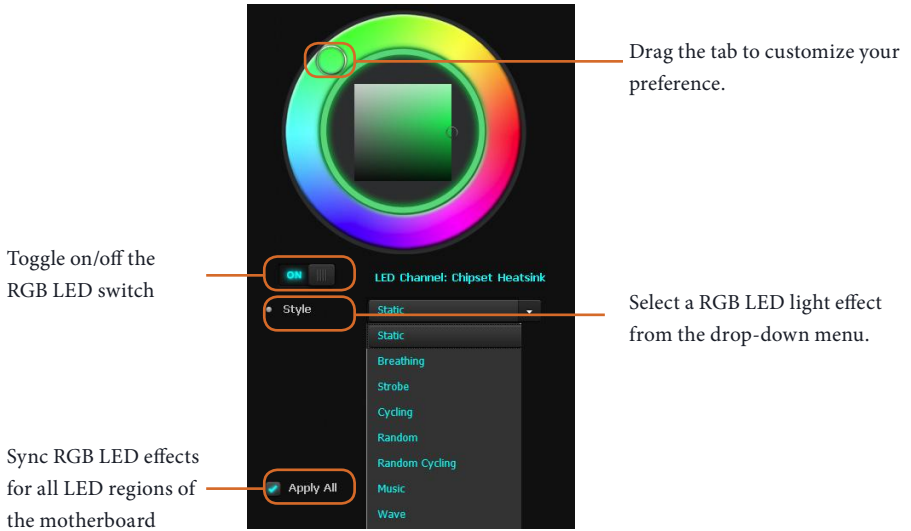 Drag the tab to customize your
preference.
Toggle on/off the
RGB LED switch
ON
LED Channel: Chipset Heatsink
Style
Static
Select a RGB LED light effect
from the drop-down menu.
Static
Breathing
Strobe
Cycling
Random
Random Cycling
Music
Wave
Sync RGB LED effects
for all LED regions of
the motherboard
Apply All